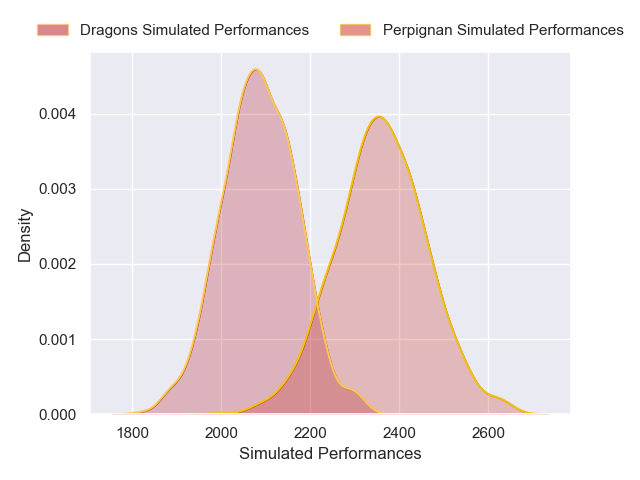 Dragons Simulated Performances
Perpignan Simulated Performances
Density
0.004
0.003
0.002
0.001
0.000
1800
2000
2200
2400
2600
Simulated Performances